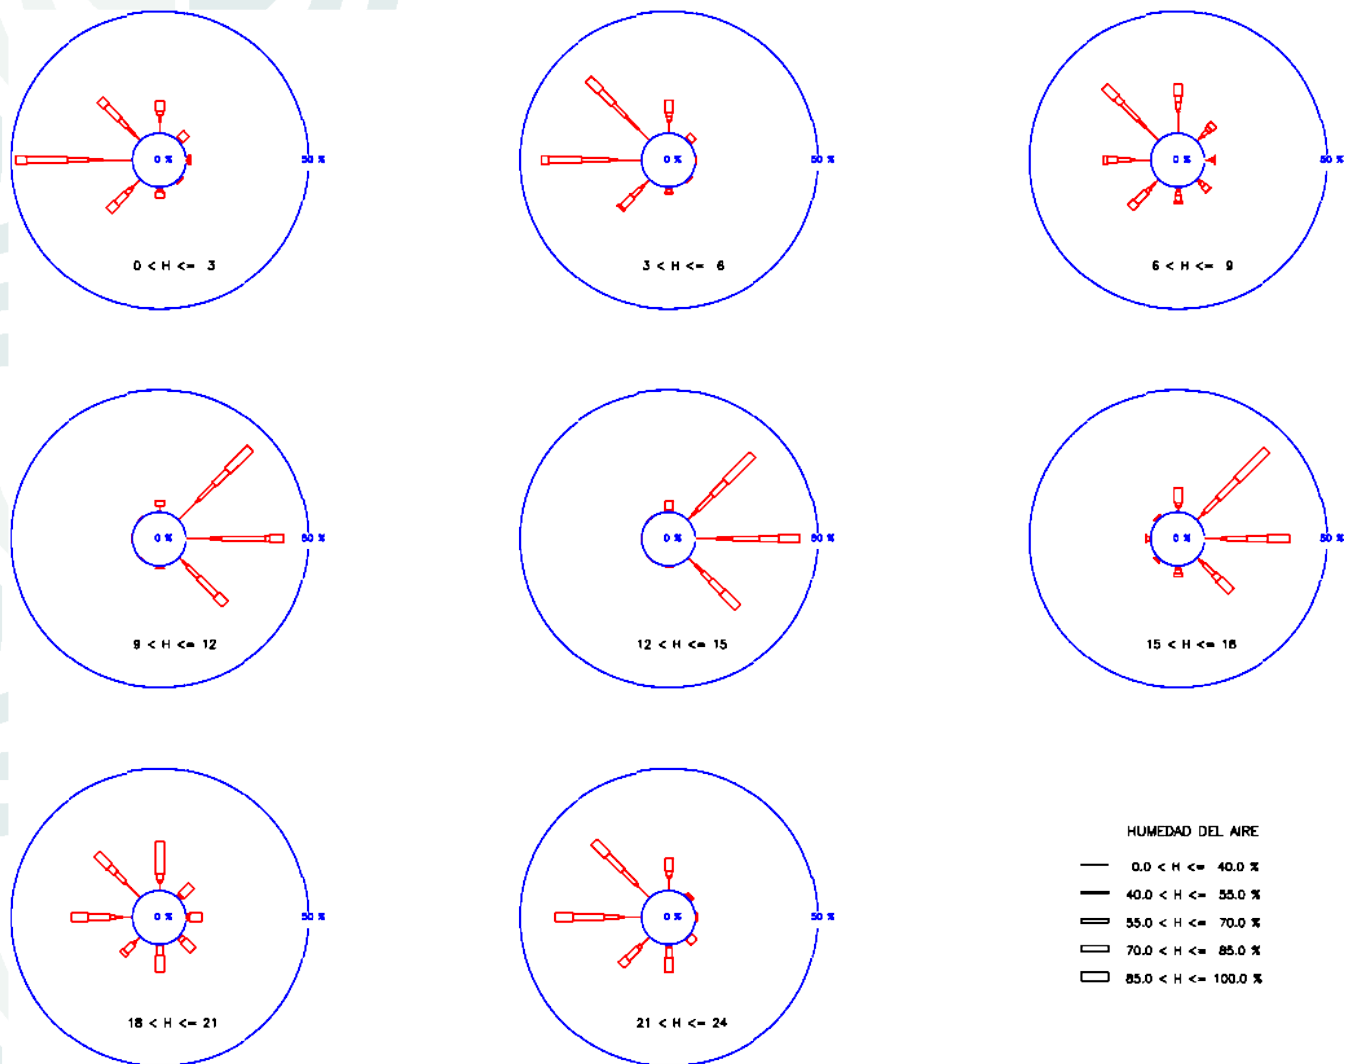 0 % 50 %
0 < H <= 3
0 % 50 %
3 < H <= 6
0 % 50 %
6 < H <= 9
0 % 50 %
9 < H <= 12
0 % 50 %
12 < H <= 15
0 % 50 %
15 < H <= 18
0 % 50 %
18 < H <= 21
0 % 50 %
21 < H <= 24
HUMEDAD DEL AIRE
0.0 < H <= 40.0 %
40.0 < H <= 55.0 %
55.0 < H <= 70.0 %
70.0 < H <= 85.0 %
85.0 < H <= 100.0 %